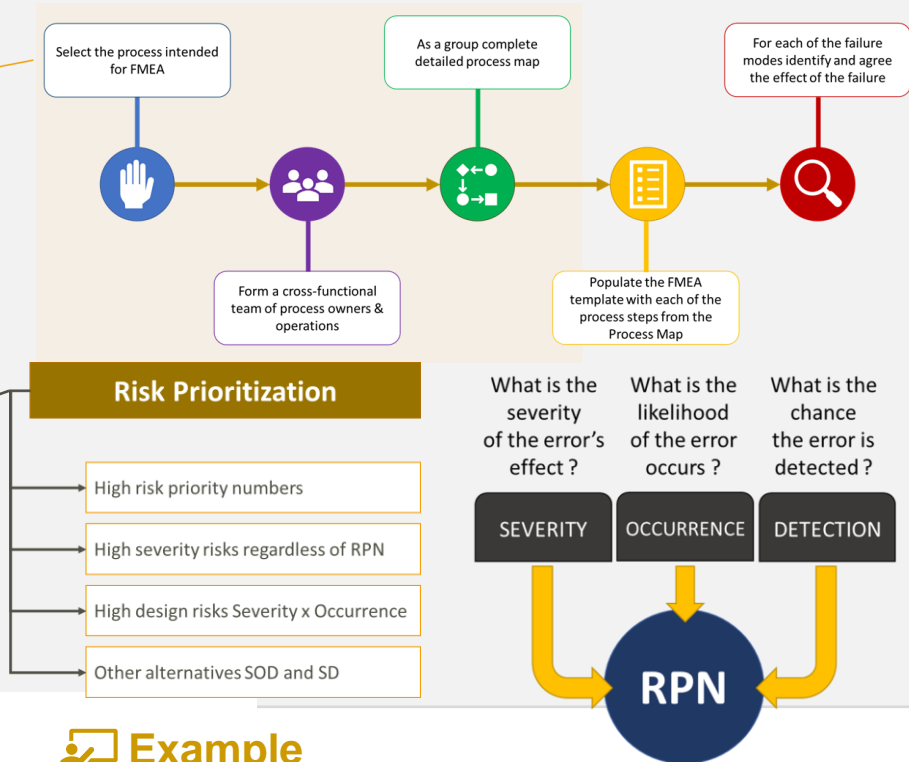 Select the process intended
for FMEA
As a group complete
detailed process map
For each of the failure
modes identify and agree
the effect of the failure
Form a cross-functional
team of process owners &
operations
Populate the FMEA
template with each of the
process steps from the
Process Map
Risk Prioritization
High risk priority numbers
High severity risks regardless of RPN
High design risks Severity x Occurrence
Other alternatives SOD and SD
What is the
severity
of the error's
effect ?
What is the
likelihood
of the error
occurs ?
What is the
chance
the error is
detected ?
SEVERITY
OCCURRENCE
DETECTION
RPN
Example